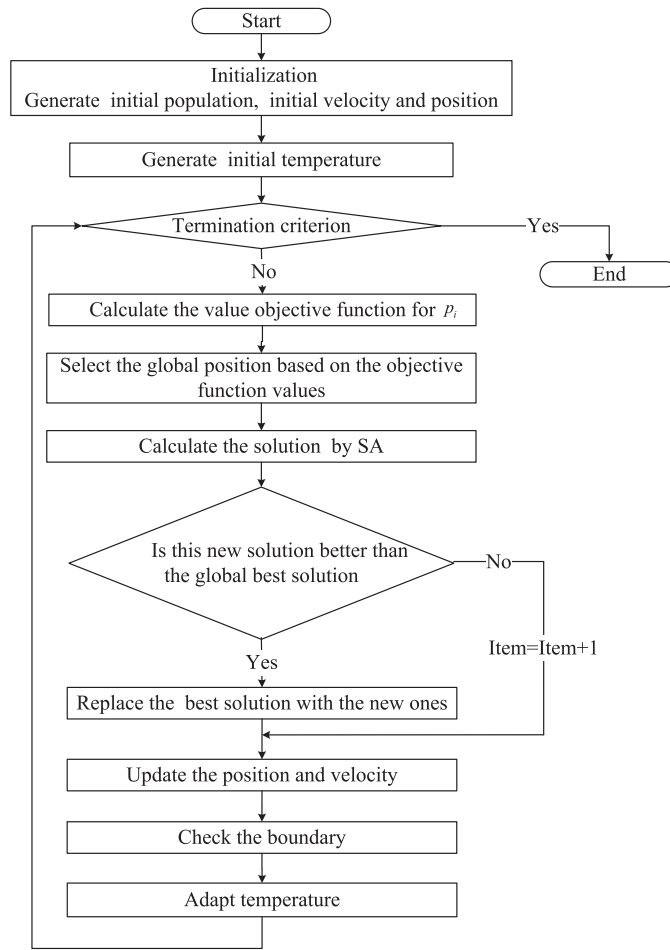 Start
Initialization
Generate initial population, initial velocity and position
Generate initial temperature
Termination criterion
Yes
No
End
Calculate the value objective function for p_i
Select the global position based on the objective
function values
Calculate the solution by SA
Is this new solution better than
the global best solution
No
Item=Item+1
Yes
Replace the best solution with the new ones
Update the position and velocity
Check the boundary
Adapt temperature